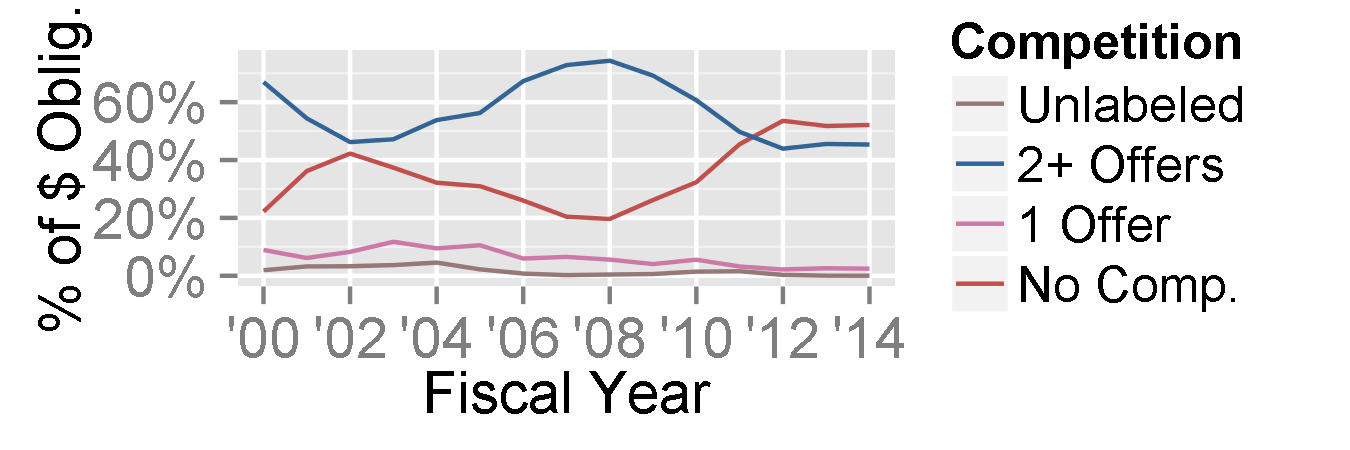 % of $ Oblig.
60%
40%
20%
0%
'00 '02 '04 '06 '08 '10 '12 '14
Fiscal Year
Competition
Unlabeled
2+ Offers
1 Offer
No Comp.